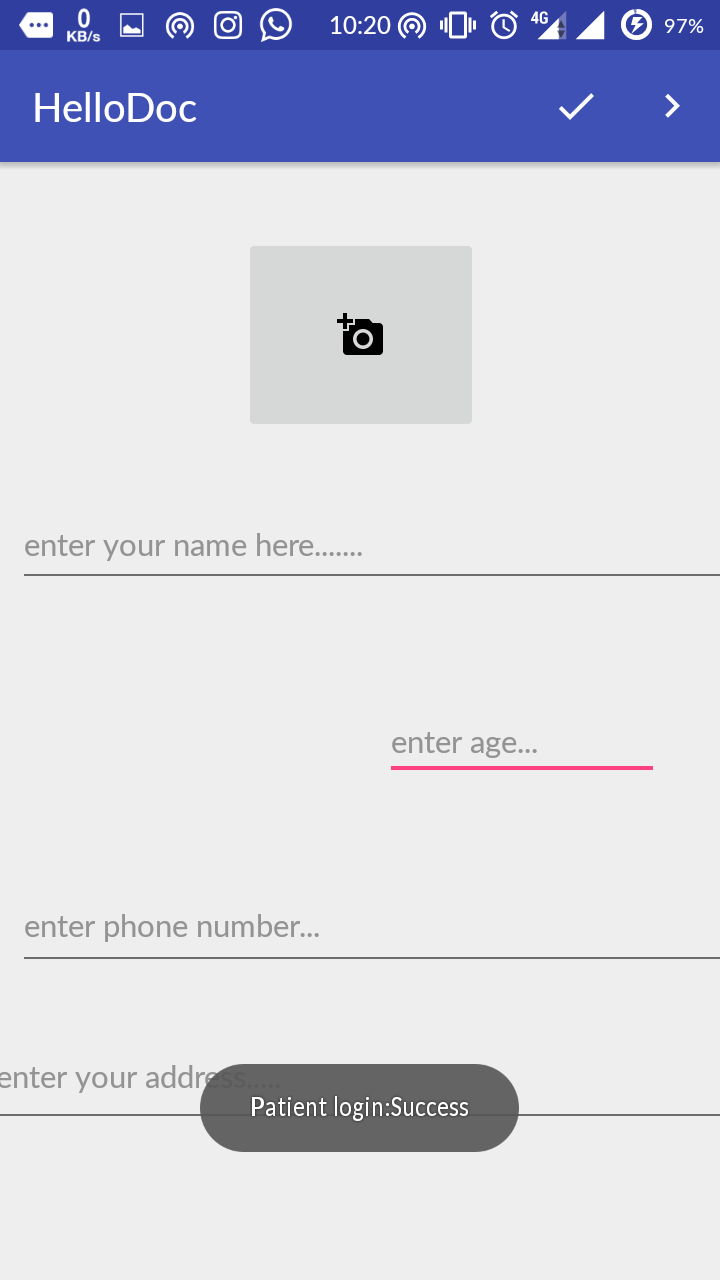 0 KB/s 10:20 4G 97%
HelloDoc
enter your name here.......
enter age...
enter phone number...
enter your address.....
Patient login:Success